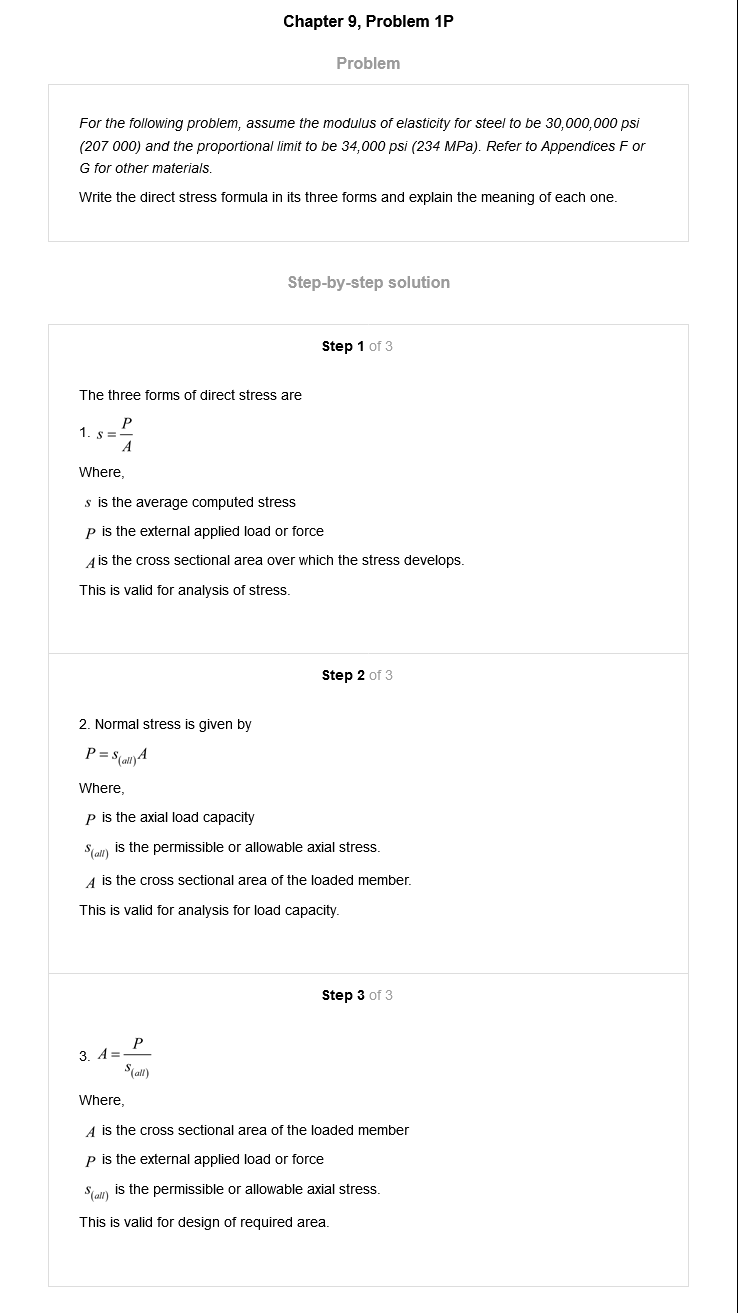 Chapter 9, Problem 1P
Problem
For the following problem, assume the modulus of elasticity for steel to be 30,000,000 psi
(207 000) and the proportional limit to be 34,000 psi (234 MPa). Refer to Appendices F or
G for other materials.
Write the direct stress formula in its three forms and explain the meaning of each one.
Step-by-step solution
Step 1 of 3
The three forms of direct stress are
1. s = P/A
Where,
s is the average computed stress
P is the external applied load or force
A is the cross sectional area over which the stress develops.
This is valid for analysis of stress.
Step 2 of 3
2. Normal stress is given by
P = s(all)A
Where,
P is the axial load capacity
s(all) is the permissible or allowable axial stress.
A is the cross sectional area of the loaded member.
This is valid for analysis for load capacity.
Step 3 of 3
3. A = P/s(all)
Where,
A is the cross sectional area of the loaded member
P is the external applied load or force
s(all) is the permissible or allowable axial stress.
This is valid for design of required area.